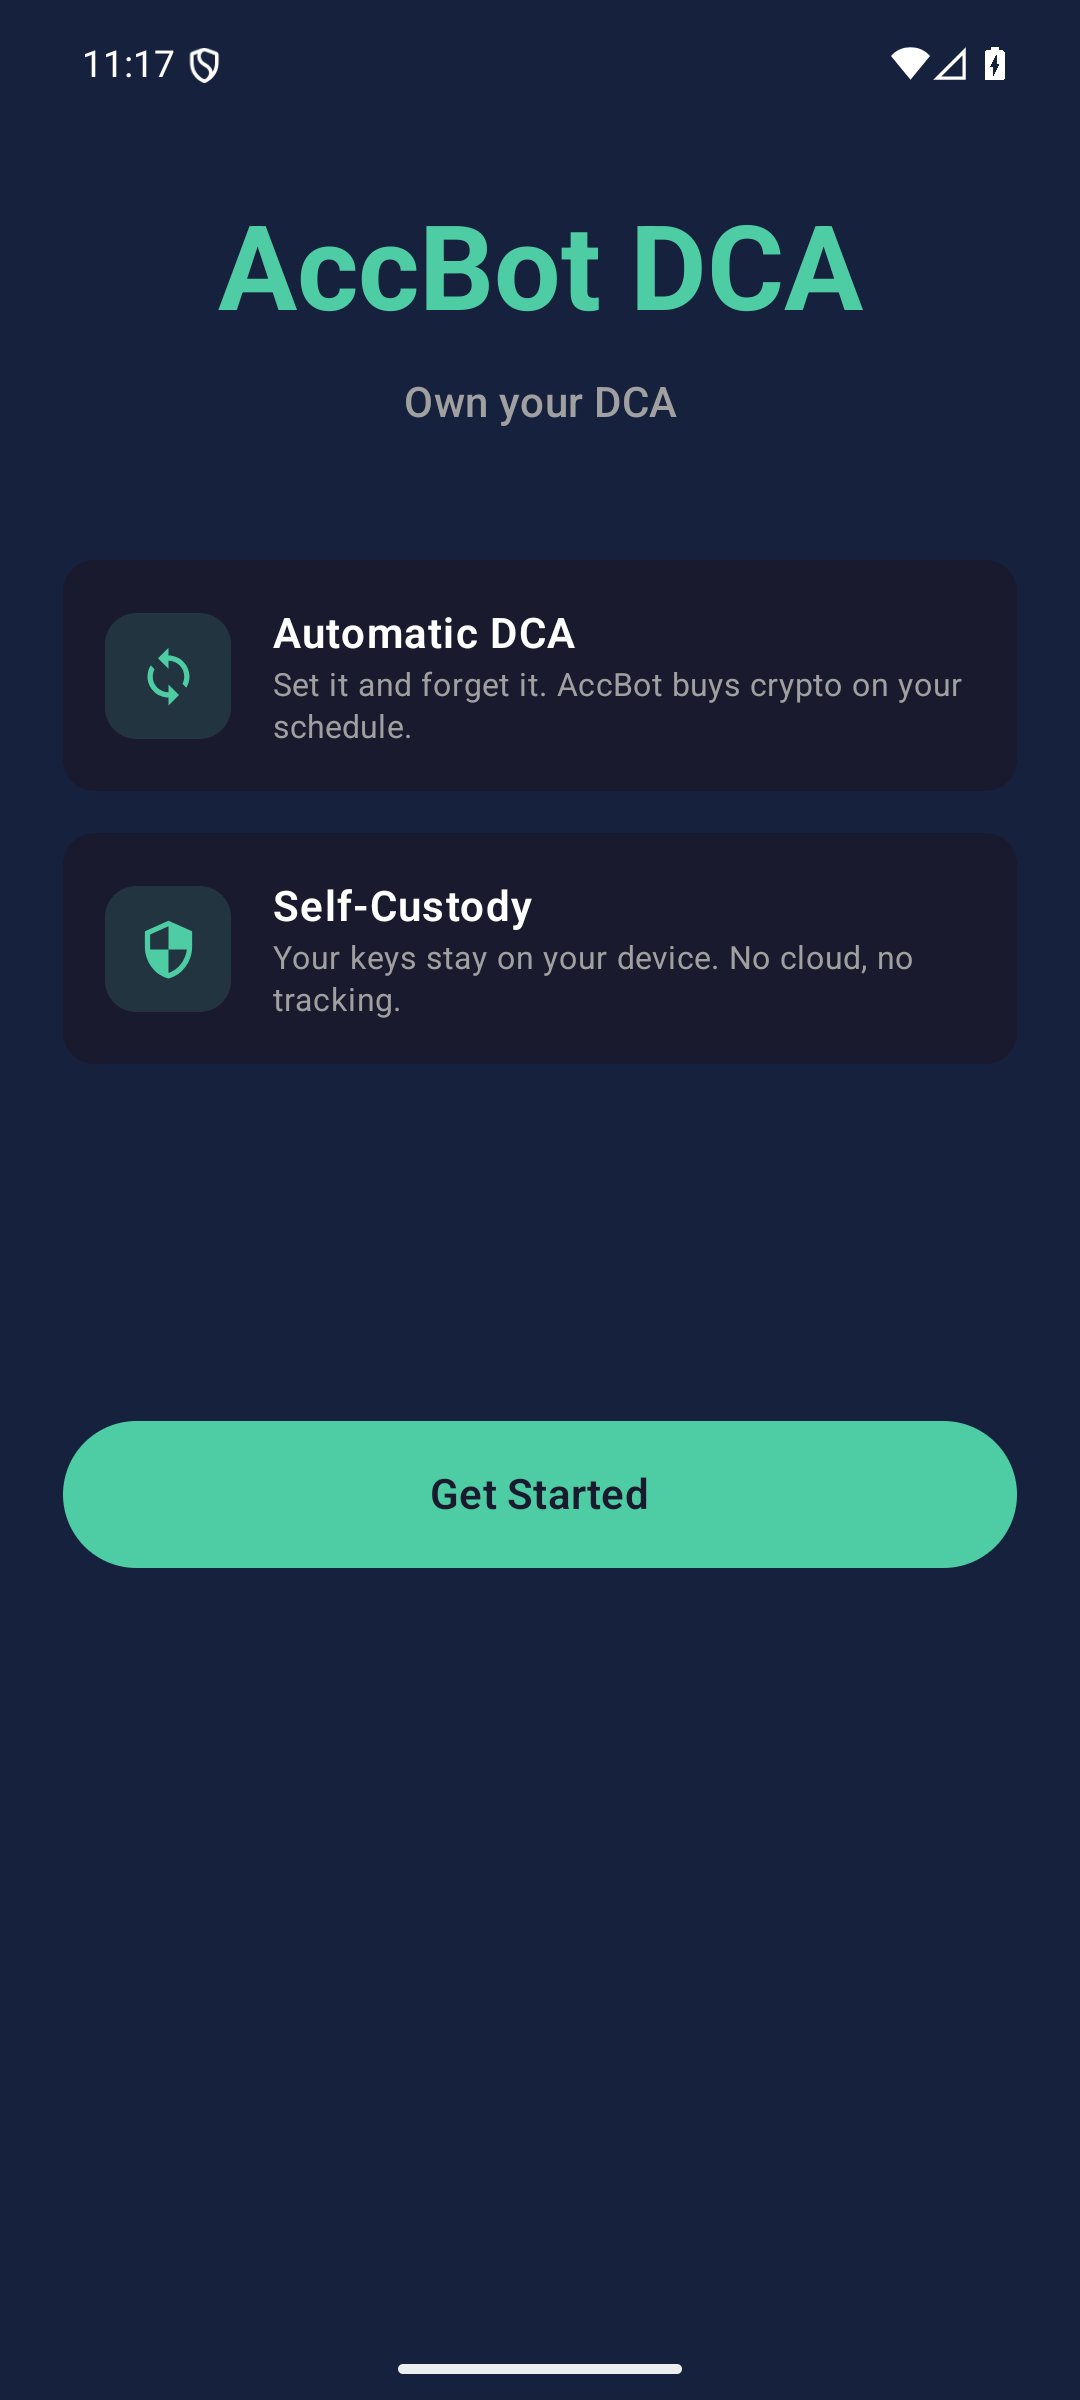 11:17
AccBot DCA
Own your DCA
Automatic DCA
Set it and forget it. AccBot buys crypto on your
schedule.
Self-Custody
Your keys stay on your device. No cloud, no
tracking.
Get Started